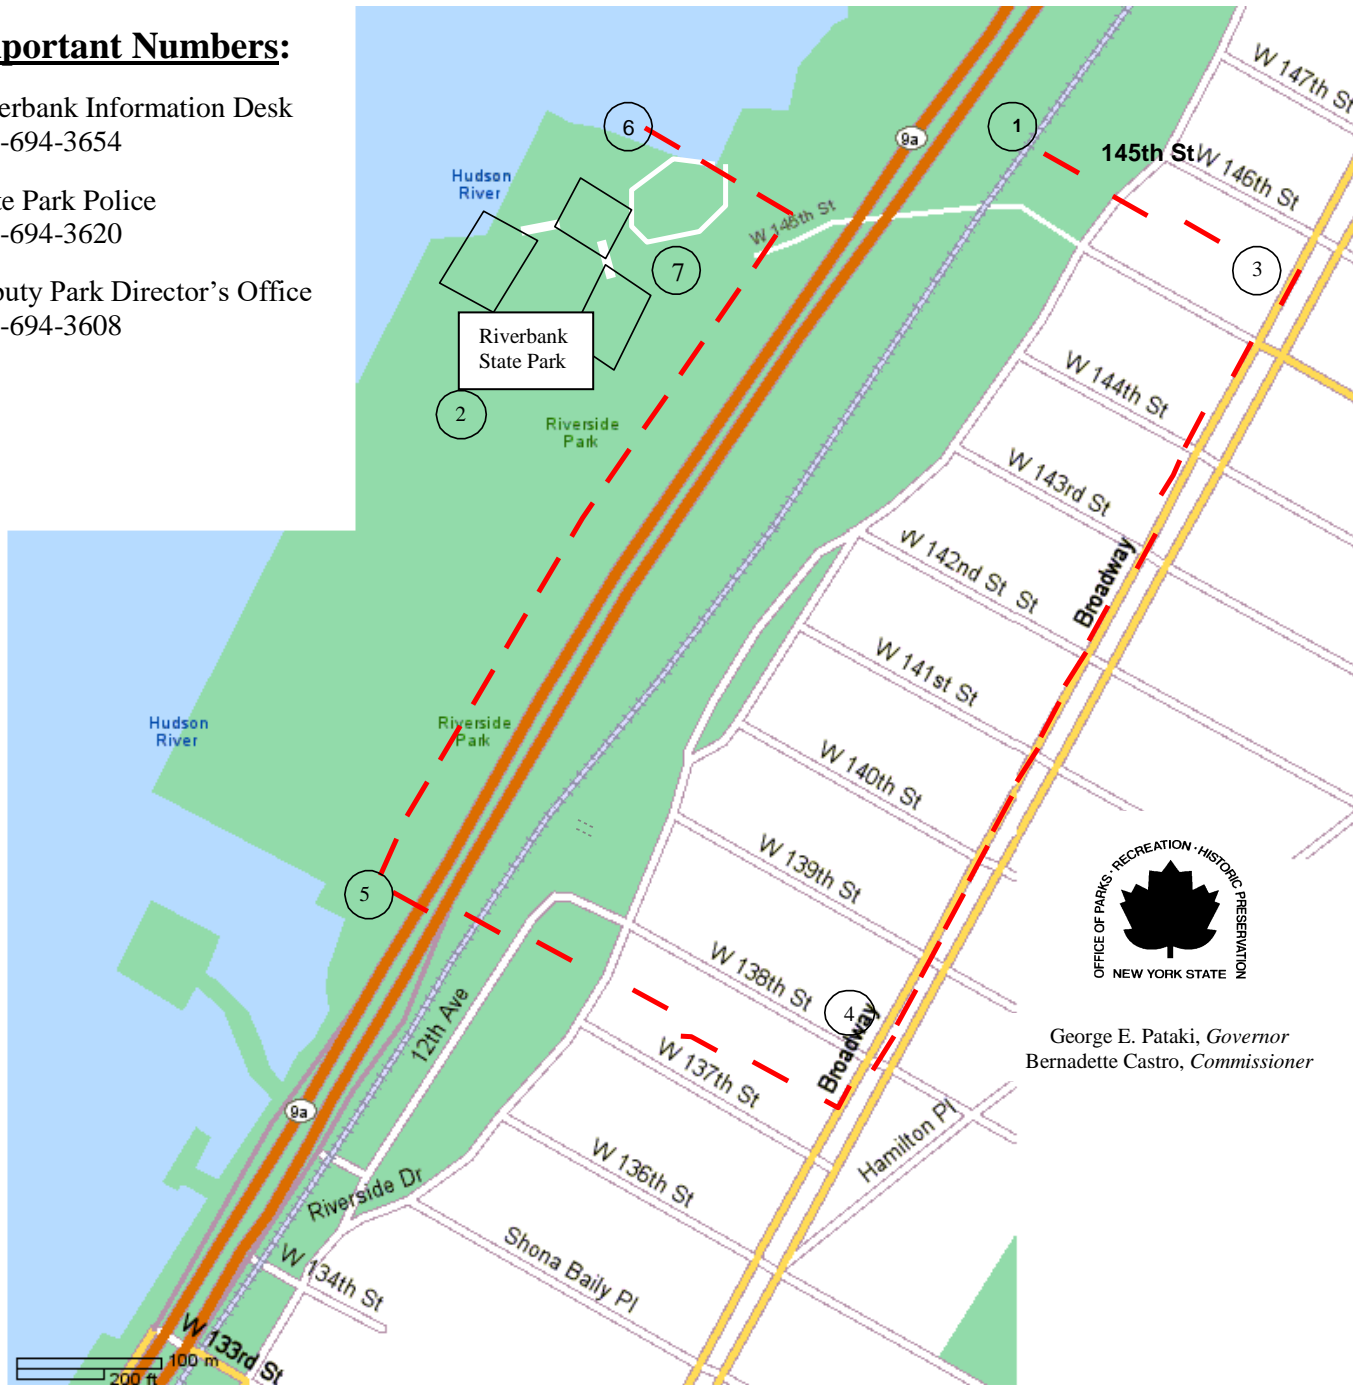 portant Numbers:
erbank Information Desk
-694-3654
te Park Police
-694-3620
puty Park Director’s Office
-694-3608
Hudson
River
6
9a
1
145th St
W 147th St
W 146th St
W 145th St
7
3
Riverbank
State Park
2
Riverside
Park
W 144th St
W 143rd St
W 142nd St St
Broadway
W 141st St
Hudson
River
Riverside
Park
W 140th St
W 139th St
5
W 138th St
4
Broadway
12th Ave
W 137th St
9a
Hamilton Pl
W 136th St
Riverside Dr
Shona Baily Pl
W 134th St
W 133rd St
100 m
200 ft
OFFICE OF PARKS · RECREATION · HISTORIC PRESERVATION
NEW YORK STATE
George E. Pataki, Governor
Bernadette Castro, Commissioner